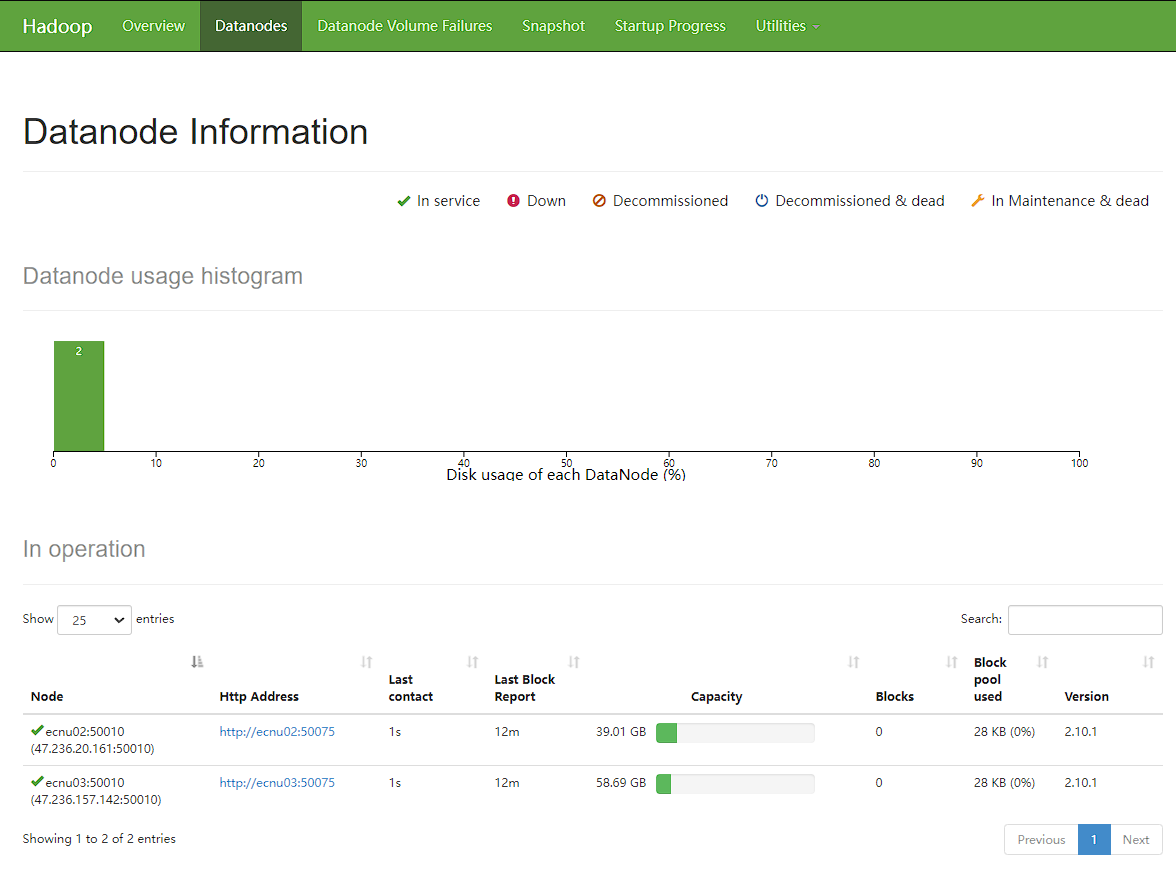 Hadoop Overview Datanodes Datanode Volume Failures Snapshot Startup Progress Utilities
Datanode Information
In service Down Decommissioned Decommissioned & dead In Maintenance & dead
Datanode usage histogram
2
0 10 20 30 40 50 60 70 80 90 100
Disk usage of each DataNode (%)
In operation
Show 25 entries Search:
Node Http Address Last contact Last Block Report Capacity Blocks Block pool used Version
ecnu02:50010 http://ecnu02:50075 1s 12m 39.01 GB 0 28 KB (0%) 2.10.1
(47.236.20.161:50010)
ecnu03:50010 http://ecnu03:50075 1s 12m 58.69 GB 0 28 KB (0%) 2.10.1
(47.236.157.142:50010)
Showing 1 to 2 of 2 entries Previous 1 Next